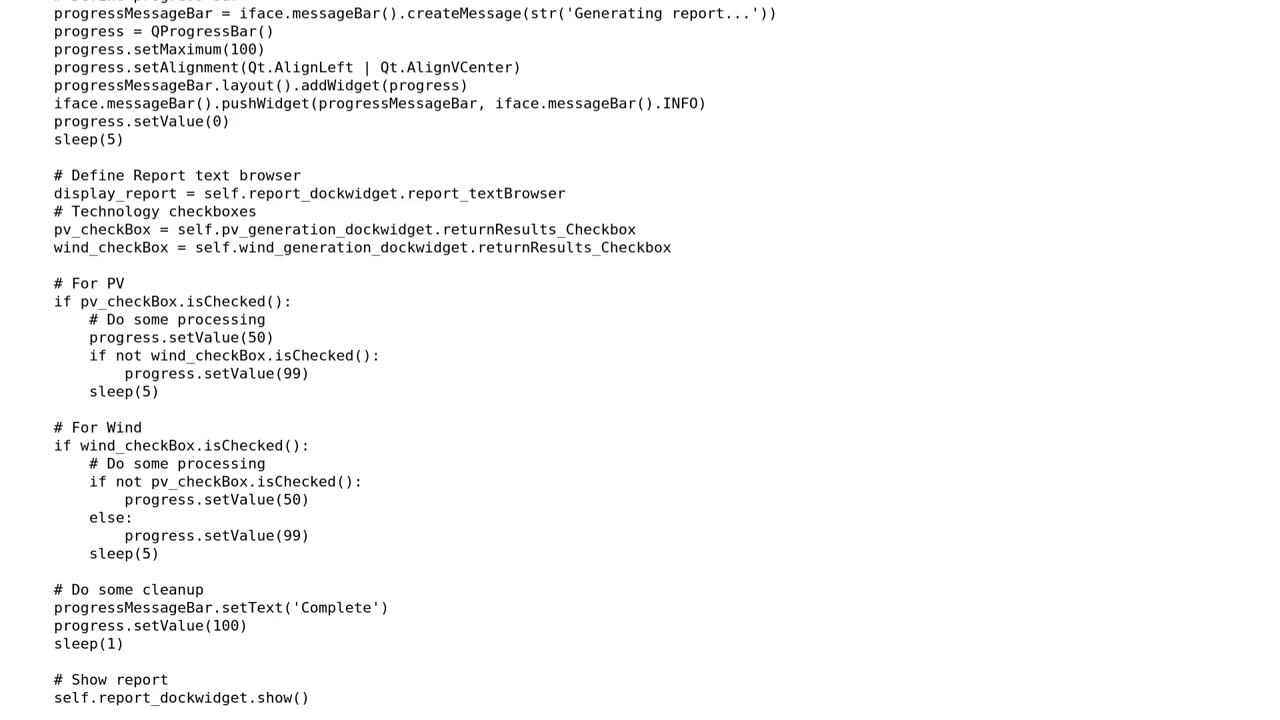 progressMessageBar = iface.messageBar().createMessage(str('Generating report...'))
progress = QProgressBar()
progress.setMaximum(100)
progress.setAlignment(Qt.AlignLeft | Qt.AlignVCenter)
progressMessageBar.layout().addWidget(progress)
iface.messageBar().pushWidget(progressMessageBar, iface.messageBar().INFO)
progress.setValue(0)
sleep(5)

# Define Report text browser
display_report = self.report_dockwidget.report_textBrowser
# Technology checkboxes
pv_checkBox = self.pv_generation_dockwidget.returnResults_Checkbox
wind_checkBox = self.wind_generation_dockwidget.returnResults_Checkbox

# For PV
if pv_checkBox.isChecked():
    # Do some processing
    progress.setValue(50)
    if not wind_checkBox.isChecked():
        progress.setValue(99)
    sleep(5)

# For Wind
if wind_checkBox.isChecked():
    # Do some processing
    if not pv_checkBox.isChecked():
        progress.setValue(50)
    else:
        progress.setValue(99)
    sleep(5)

# Do some cleanup
progressMessageBar.setText('Complete')
progress.setValue(100)
sleep(1)

# Show report
self.report_dockwidget.show()